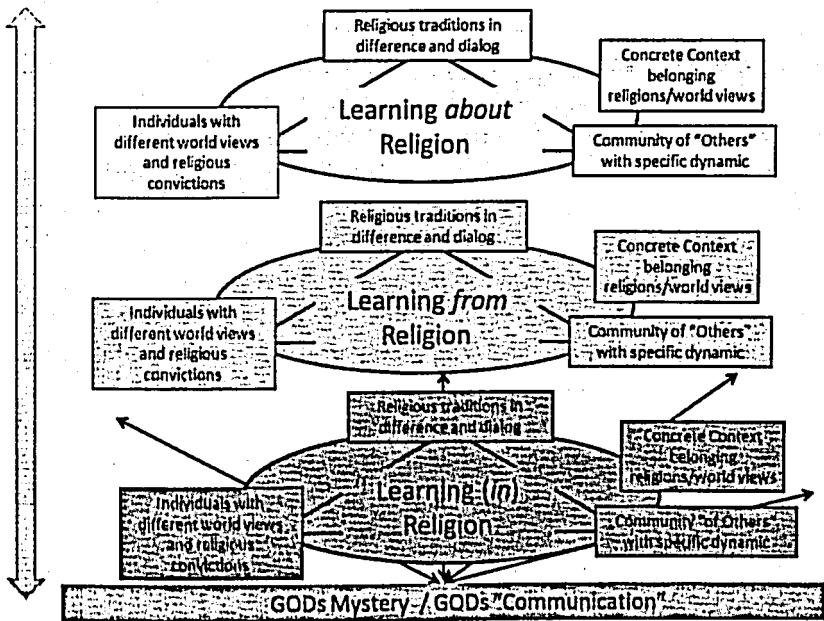 Religious traditions in
difference and dialog
Concrete Context
belonging
religions/world views
Individuals with
different world views
and religious
convictions
Learning about
Religion
Community of "Others"
with specific dynamic
Religious traditions in
difference and dialog
Concrete Context
belonging
religions/world views
Individuals with
different world views
and religious
convictions
Learning from
Religion
Community of "Others"
with specific dynamic
Religious traditions in
difference and dialog
Concrete Context
belonging
religions/world views
Individuals with
different world views
and religious
convictions
Learning (in)
Religion
Community "of Others"
with specific dynamic
GODs Mystery / GODs "Communication"